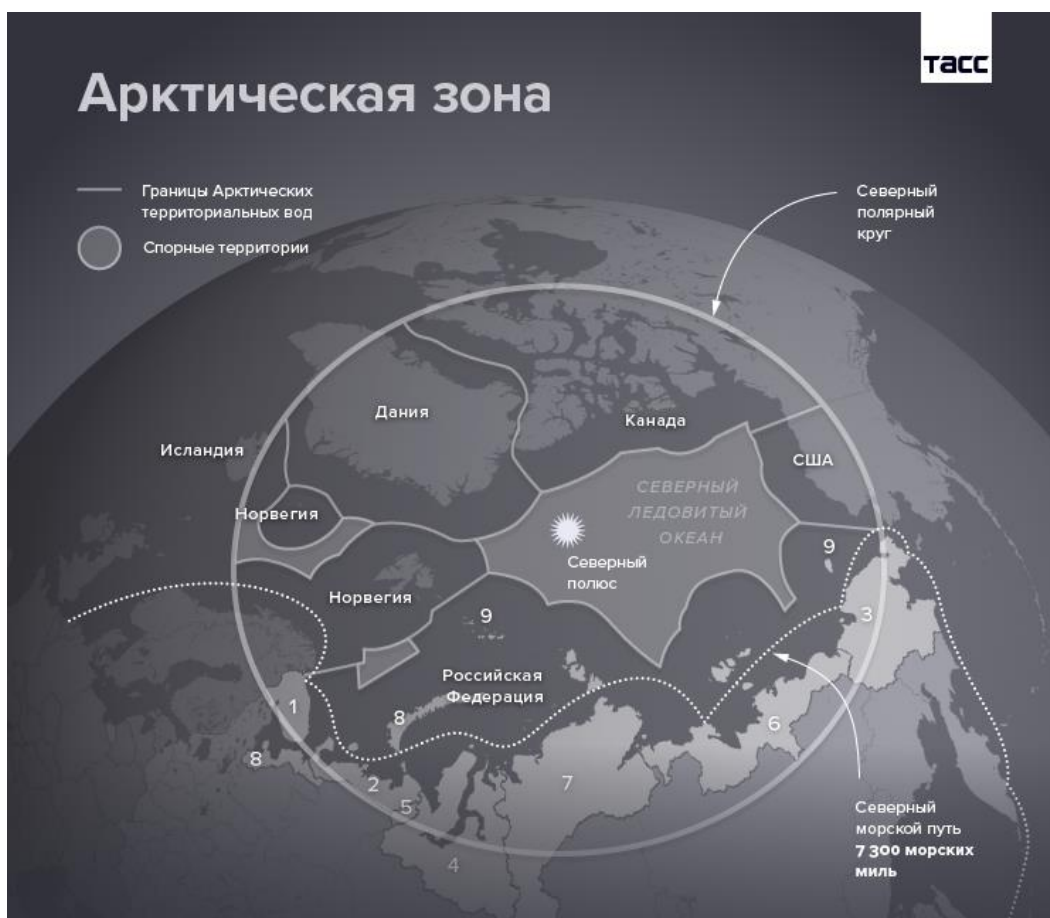 тасс
Арктическая зона
Границы Арктических
территориальных вод
Спорные территории
Северный
полярный
круг
Дания
Канада
Исландия
США
Норвегия
СЕВЕРНЫЙ
ЛЕДОВИТЫЙ
ОКЕАН
Северный
полюс
9
Норвегия
9
3
Российская
Федерация
1
8
6
8
2
7
5
4
Северный
морской путь
7 300 морских
миль